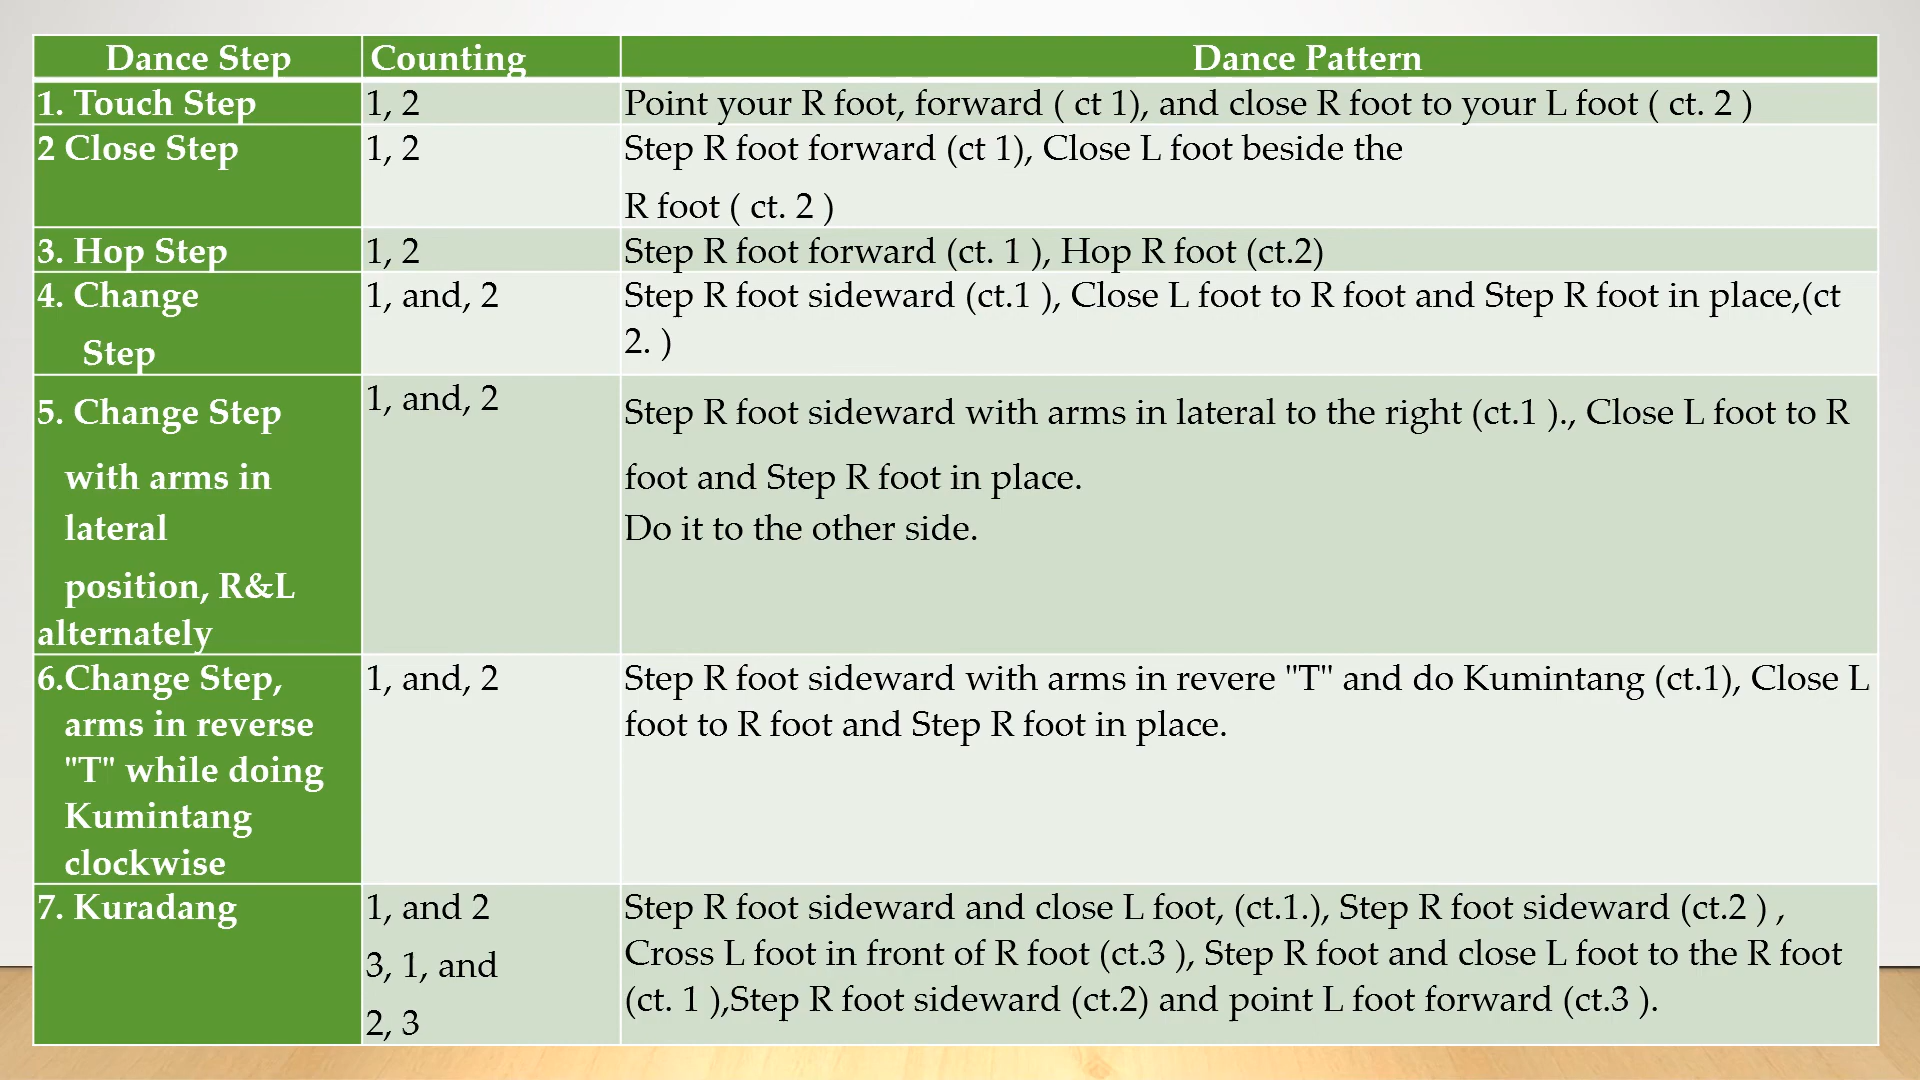 Dance Step
Counting
Dance Pattern
1. Touch Step
1, 2
Point your R foot, forward ( ct 1), and close R foot to your L foot ( ct. 2 )
2 Close Step
1, 2
Step R foot forward (ct 1), Close L foot beside the
R foot ( ct. 2 )
3. Hop Step
1, 2
Step R foot forward (ct. 1 ), Hop R foot (ct.2)
4. Change
Step
1, and, 2
Step R foot sideward (ct.1 ), Close L foot to R foot and Step R foot in place,(ct
2. )
5. Change Step
with arms in
lateral
position, R&L
alternately
1, and, 2
Step R foot sideward with arms in lateral to the right (ct.1 )., Close L foot to R
foot and Step R foot in place.
Do it to the other side.
6.Change Step,
arms in reverse
"T" while doing
Kumintang
clockwise
1, and, 2
Step R foot sideward with arms in revere "T" and do Kumintang (ct.1), Close L
foot to R foot and Step R foot in place.
7. Kuradang
1, and 2
3, 1, and
2, 3
Step R foot sideward and close L foot, (ct.1.), Step R foot sideward (ct.2 ) ,
Cross L foot in front of R foot (ct.3 ), Step R foot and close L foot to the R foot
(ct. 1 ),Step R foot sideward (ct.2) and point L foot forward (ct.3 ).